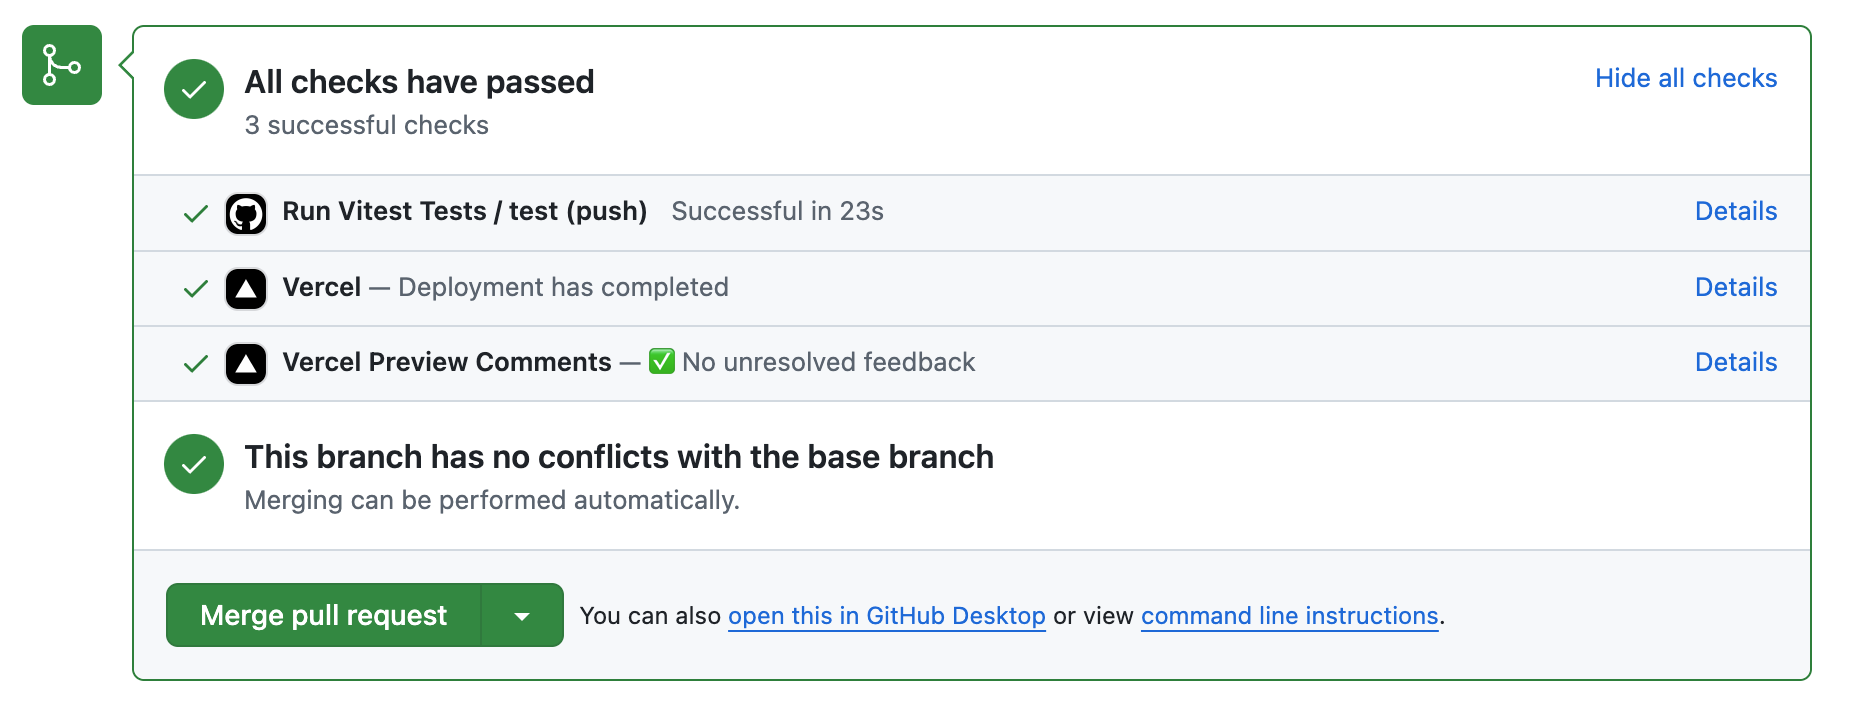 All checks have passed
Hide all checks
3 successful checks
Run Vitest Tests / test (push) Successful in 23s Details
Vercel — Deployment has completed Details
Vercel Preview Comments — ✅ No unresolved feedback Details
This branch has no conflicts with the base branch
Merging can be performed automatically.
Merge pull request You can also open this in GitHub Desktop or view command line instructions.